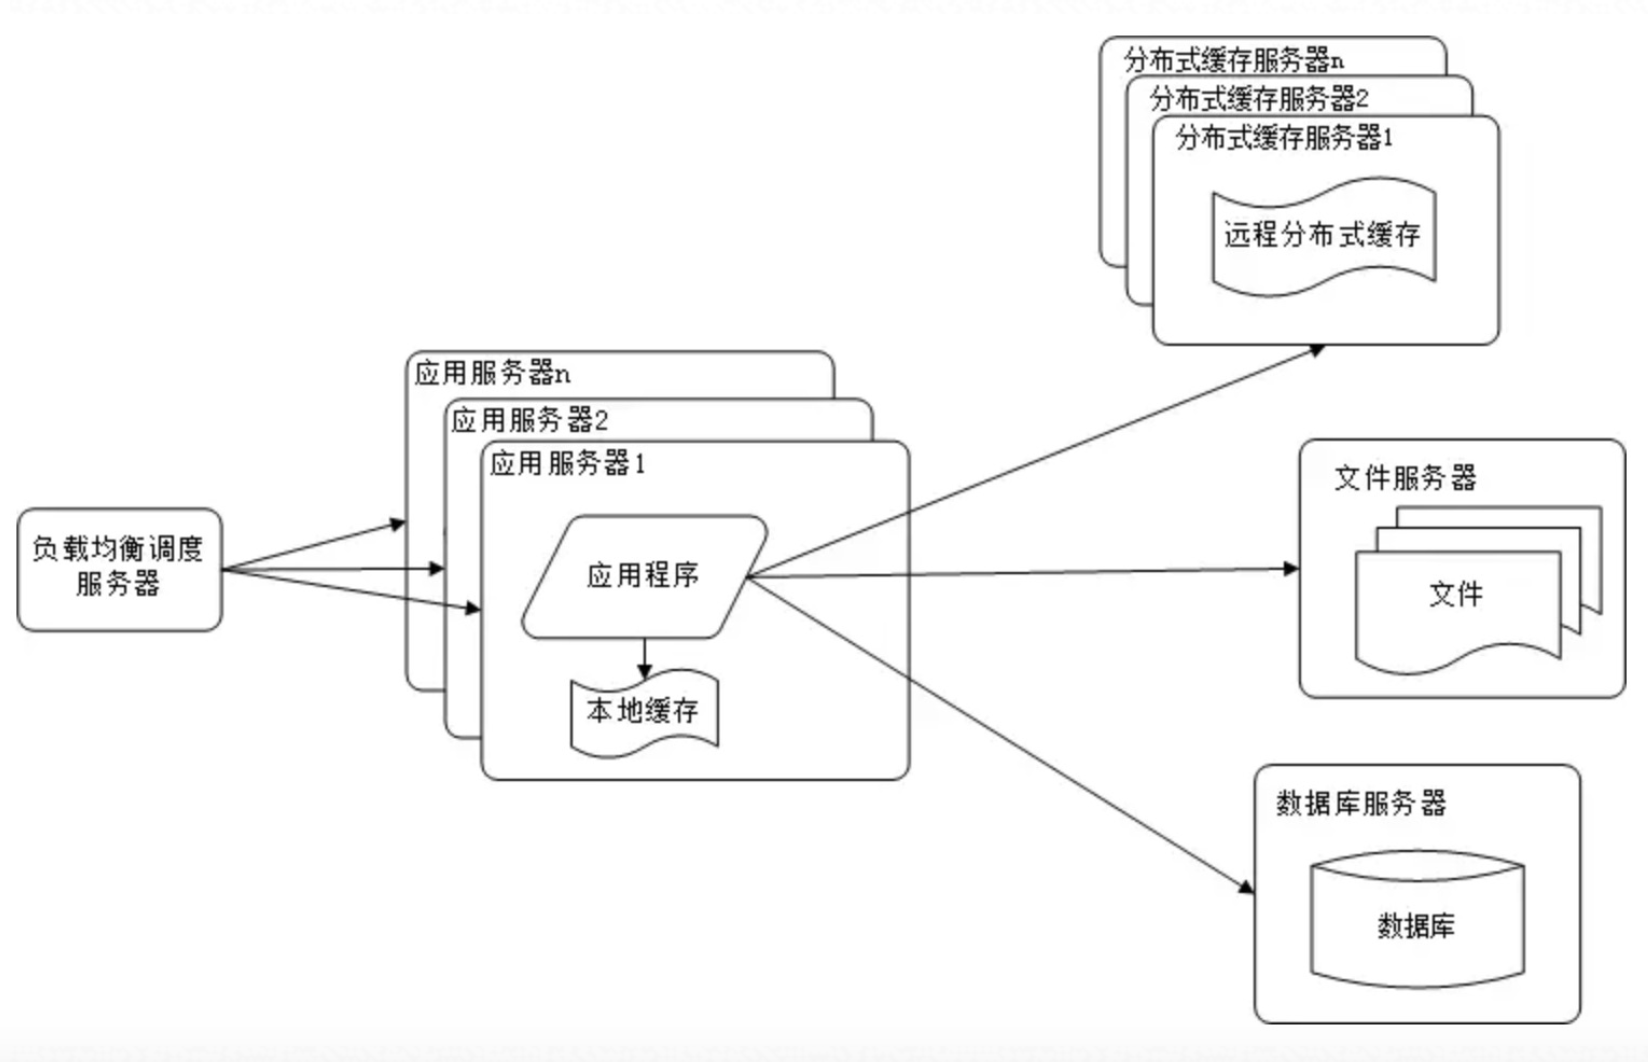 分布式缓存服务器n
分布式缓存服务器2
分布式缓存服务器1
远程分布式缓存
应用服务器n
应用服务器2
应用服务器1
负载均衡调度
服务器
应用程序
本地缓存
文件服务器
文件
数据库服务器
数据库